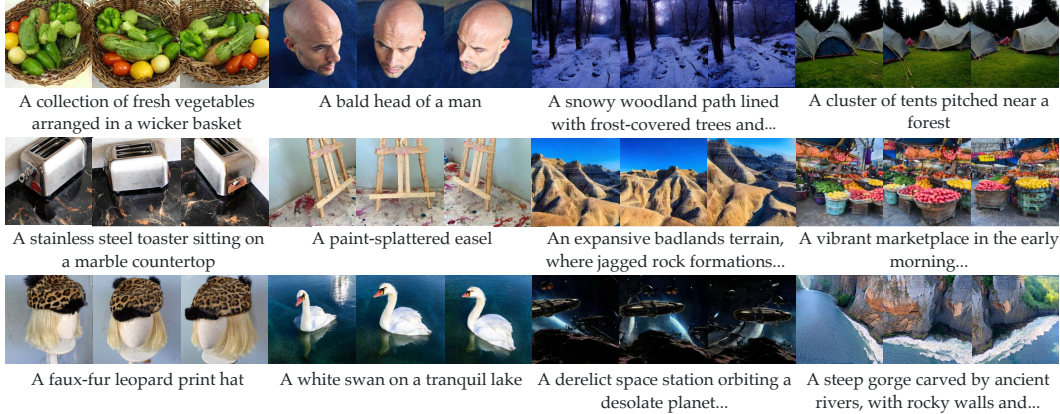 A collection of fresh vegetables
arranged in a wicker basket
A bald head of a man
A snowy woodland path lined
with frost-covered trees and...
A cluster of tents pitched near a
forest
A stainless steel toaster sitting on
a marble countertop
A paint-splattered easel
An expansive badlands terrain,
where jagged rock formations...
A vibrant marketplace in the early
morning...
A faux-fur leopard print hat
A white swan on a tranquil lake
A derelict space station orbiting a
desolate planet...
A steep gorge carved by ancient
rivers, with rocky walls and...